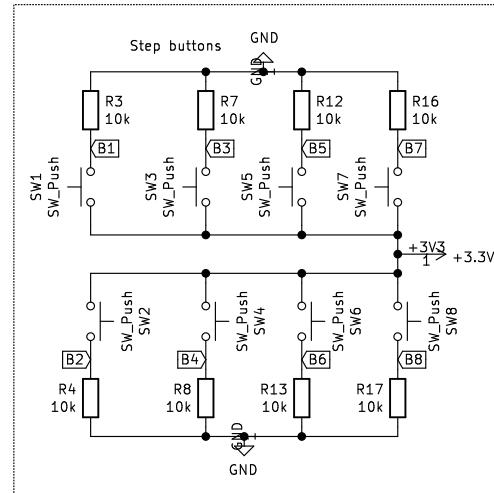 GND
Step buttons
GND
1
R3
10k
R7
10k
R12
10k
R16
10k
B1
B3
B5
B7
SW1
SW_Push
SW3
SW_Push
SW5
SW_Push
SW7
SW_Push
+3V3
1
+3.3V
SW_Push
SW2
SW_Push
SW4
SW_Push
SW6
SW_Push
SW8
B2
B4
B6
B8
R4
10k
R8
10k
R13
10k
R17
10k
GND
1
GND